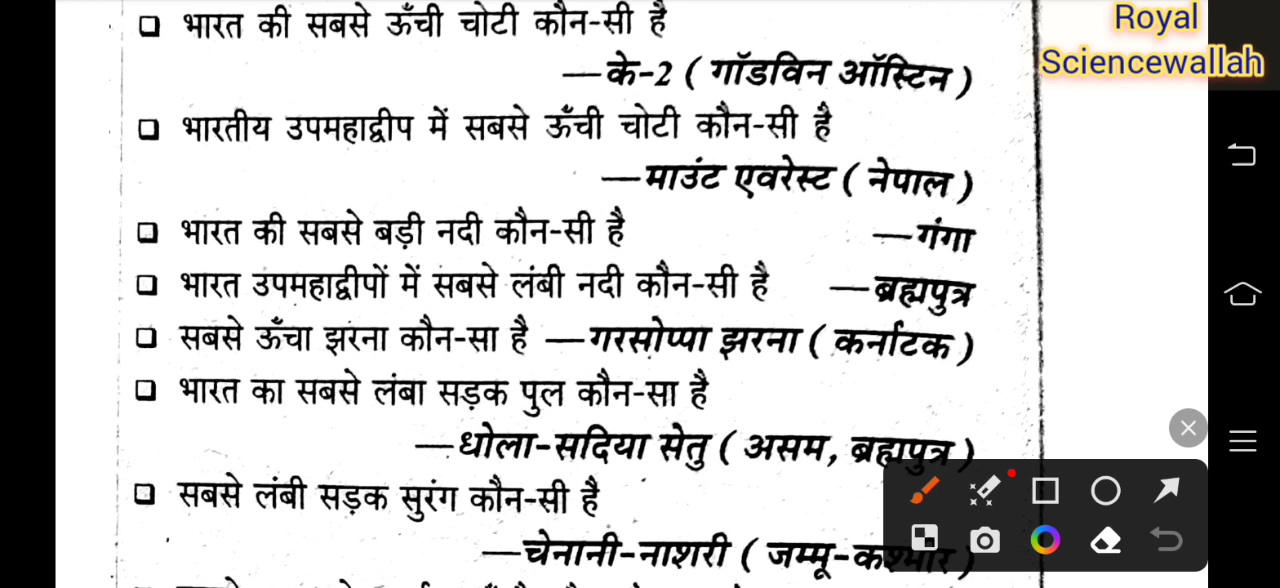 Royal
Sciencewallah
❑ भारत की सबसे ऊँची चोटी कौन-सी है
—के-2 ( गॉडविन ऑस्टिन )
❑ भारतीय उपमहाद्वीप में सबसे ऊँची चोटी कौन-सी है
—माउंट एवरेस्ट ( नेपाल )
❑ भारत की सबसे बड़ी नदी कौन-सी है —गंगा
❑ भारत उपमहाद्वीपों में सबसे लंबी नदी कौन-सी है —ब्रह्मपुत्र
❑ सबसे ऊँचा झरना कौन-सा है —गरसोप्पा झरना ( कर्नाटक )
❑ भारत का सबसे लंबा सड़क पुल कौन-सा है
—धोला-सदिया सेतु ( असम, ब्रह्मपुत्र )
❑ सबसे लंबी सड़क सुरंग कौन-सी है
—चेनानी-नाशरी ( जम्मू-कश्मीर )